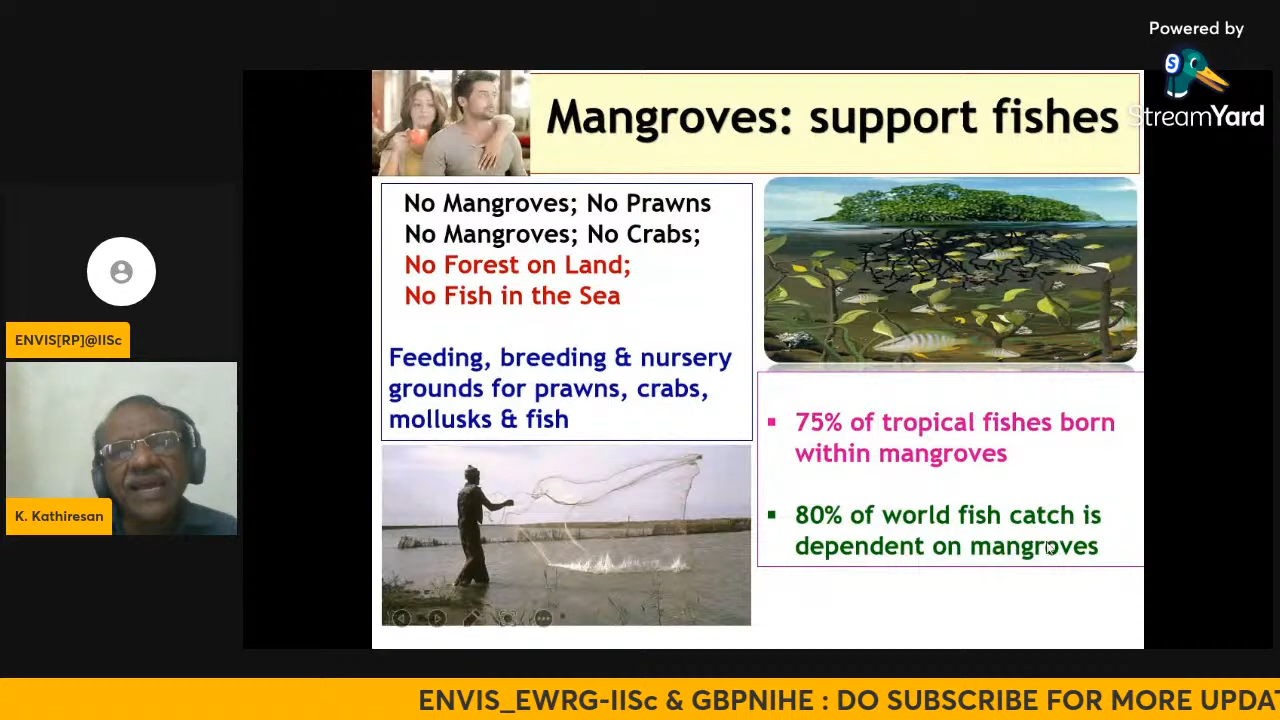 Powered by
S
StreamYard
Mangroves: support fishes
No Mangroves; No Prawns
No Mangroves; No Crabs;
No Forest on Land;
No Fish in the Sea
Feeding, breeding & nursery
grounds for prawns, crabs,
mollusks & fish
▪ 75% of tropical fishes born
within mangroves
▪ 80% of world fish catch is
dependent on mangroves
ENVIS[RP]@IISc
K. Kathiresan
ENVIS_EWRG-IISc & GBPNIHE : DO SUBSCRIBE FOR MORE UPDA